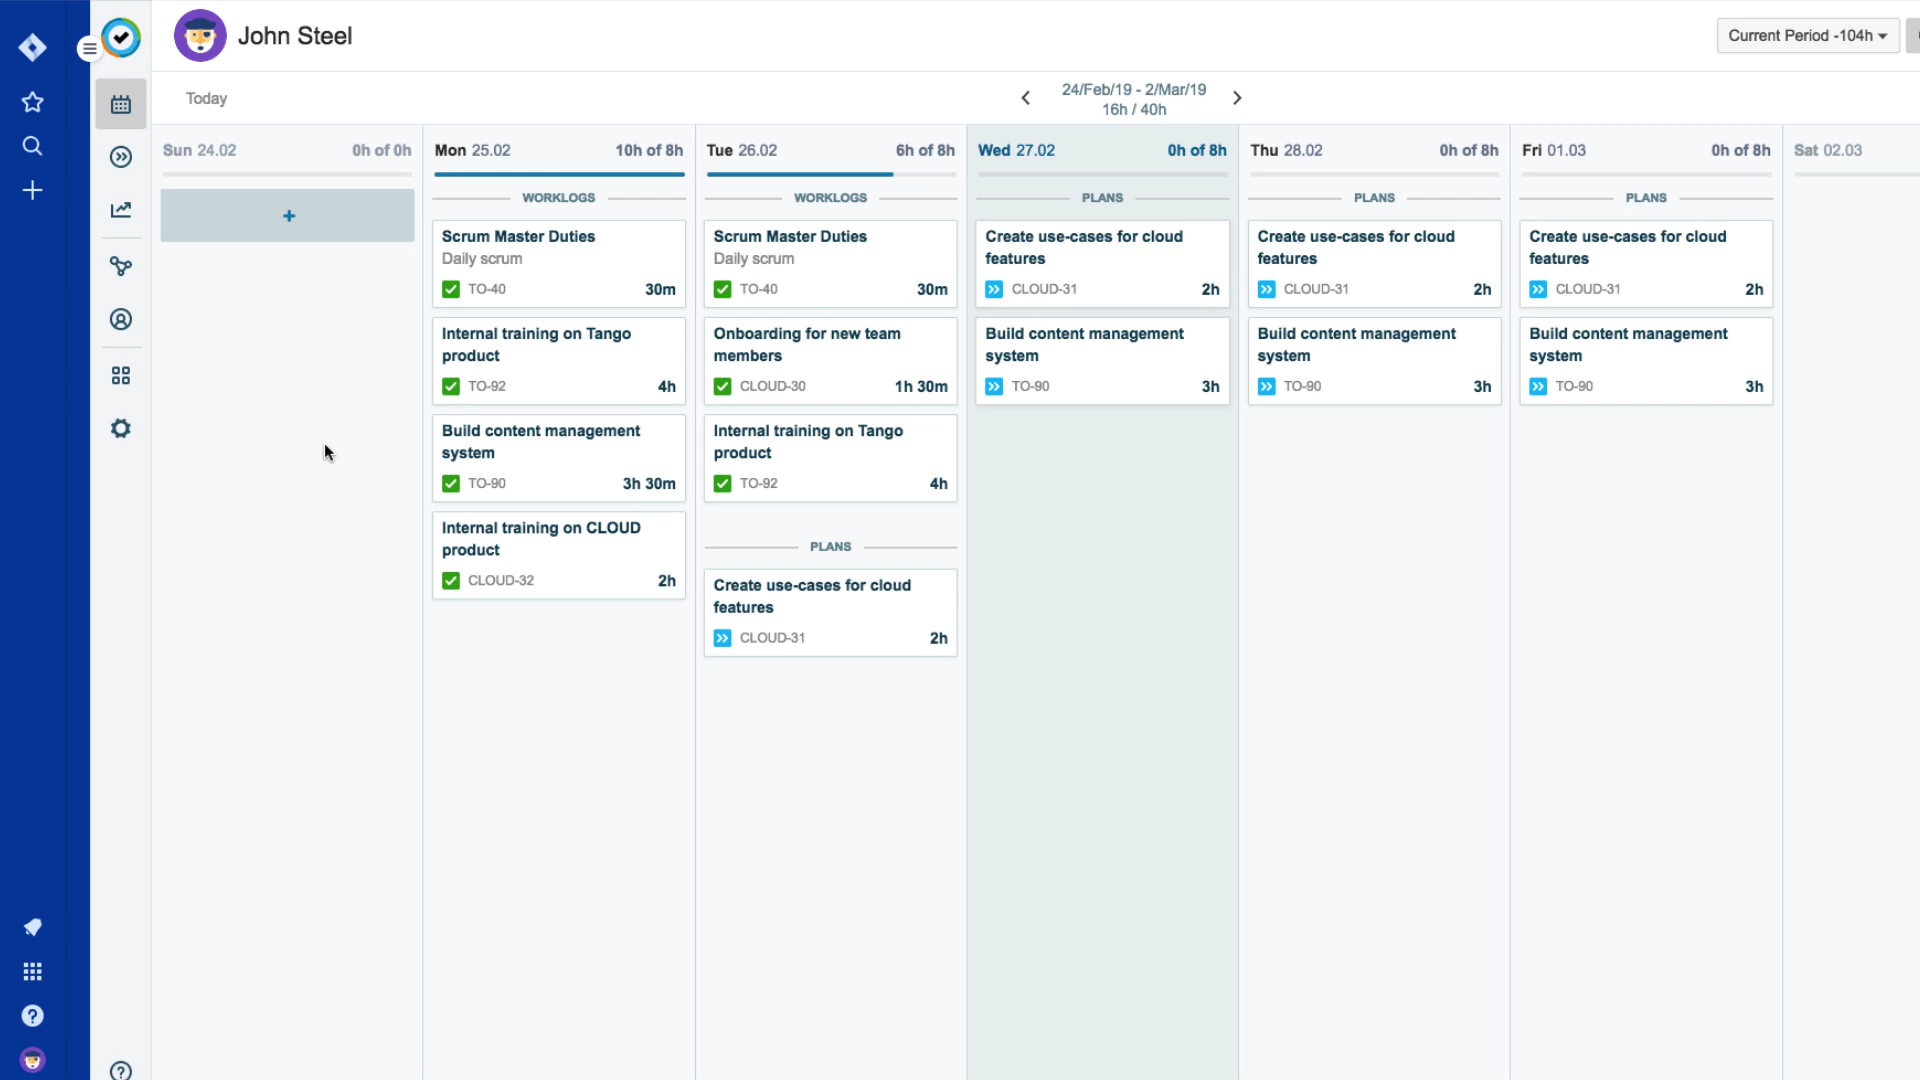 John Steel
Current Period -104h
Today
24/Feb/19 - 2/Mar/19
16h / 40h
Sun 24.02 0h of 0h
+
Mon 25.02 10h of 8h
WORKLOGS
Scrum Master Duties
Daily scrum
TO-40 30m
Internal training on Tango
product
TO-92 4h
Build content management
system
TO-90 3h 30m
Internal training on CLOUD
product
CLOUD-32 2h
Tue 26.02 6h of 8h
WORKLOGS
Scrum Master Duties
Daily scrum
TO-40 30m
Onboarding for new team
members
CLOUD-30 1h 30m
Internal training on Tango
product
TO-92 4h
PLANS
Create use-cases for cloud
features
CLOUD-31 2h
Wed 27.02 0h of 8h
PLANS
Create use-cases for cloud
features
CLOUD-31 2h
Build content management
system
TO-90 3h
Thu 28.02 0h of 8h
PLANS
Create use-cases for cloud
features
CLOUD-31 2h
Build content management
system
TO-90 3h
Fri 01.03 0h of 8h
PLANS
Create use-cases for cloud
features
CLOUD-31 2h
Build content management
system
TO-90 3h
Sat 02.03